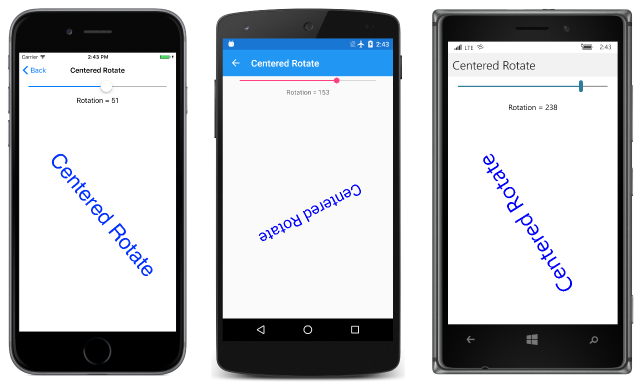 Carrier 2:43 PM
Back Centered Rotate
Rotation = 51
Centered Rotate
2:43
Centered Rotate
Rotation = 153
Centered Rotate
LTE 2:43
Centered Rotate
Rotation = 238
Centered Rotate